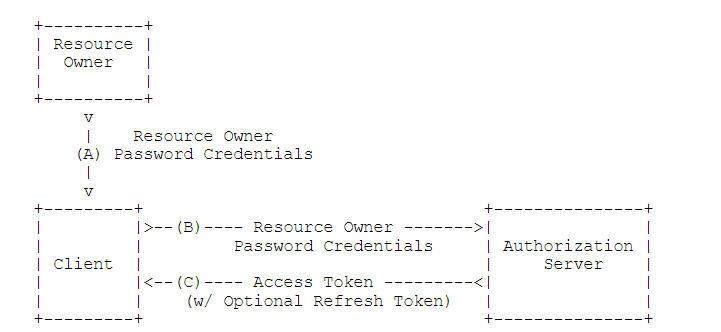 +----------+
| Resource |
|  Owner   |
|          |
+----------+
     v
     |    Resource Owner
    (A) Password Credentials
     |
     v
+---------+                                  +---------------+
|         |>--(B)---- Resource Owner ------->|               |
|         |         Password Credentials     | Authorization |
| Client  |                                  |     Server    |
|         |<--(C)---- Access Token ---------<|               |
|         |    (w/ Optional Refresh Token)   |               |
+---------+                                  +---------------+